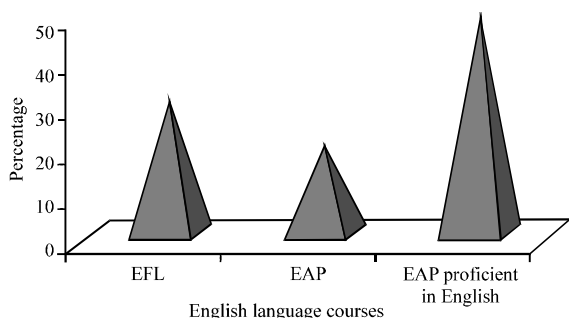 50
40
30
20
10
0
Percentage
EFL
EAP
EAP proficient
in English
English language courses